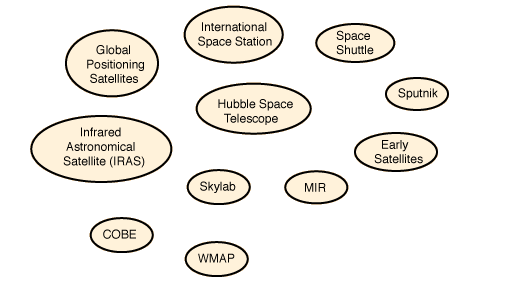 International
Space Station
Space
Shuttle
Global
Positioning
Satellites
Sputnik
Hubble Space
Telescope
Infrared
Astronomical
Satellite (IRAS)
Early
Satellites
Skylab
MIR
COBE
WMAP